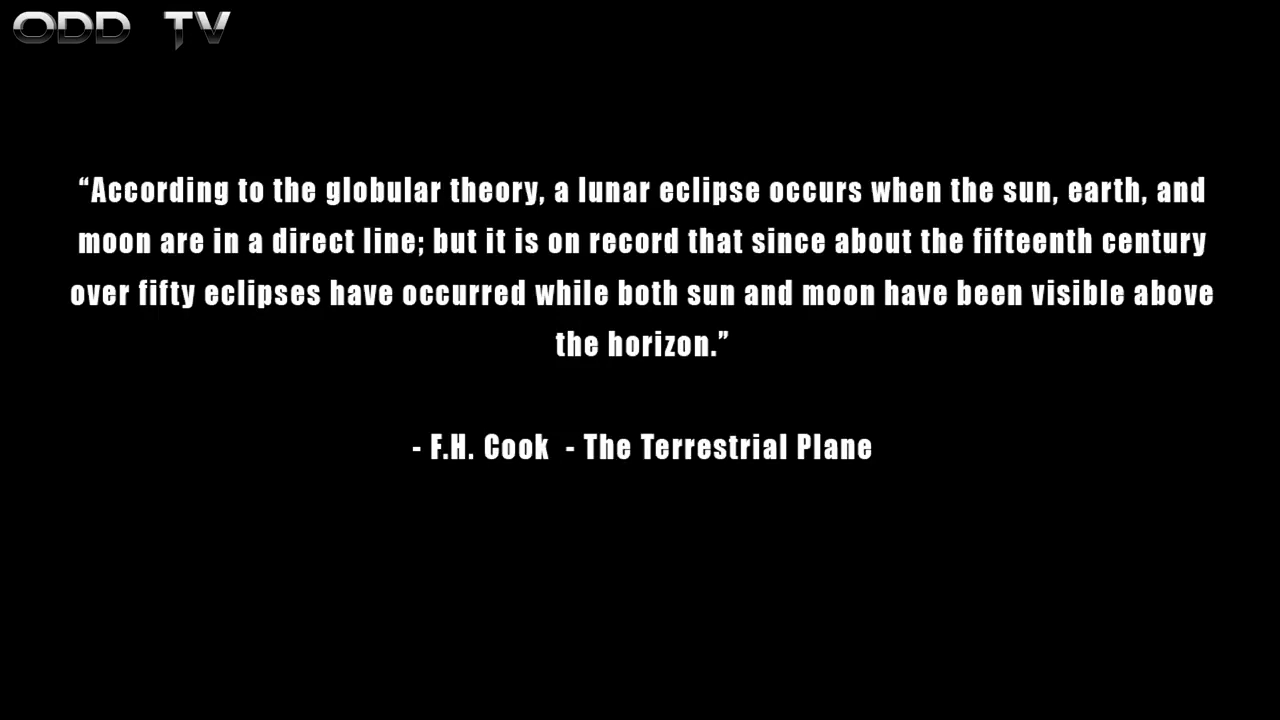 ODD TV
“According to the globular theory, a lunar eclipse occurs when the sun, earth, and
moon are in a direct line; but it is on record that since about the fifteenth century
over fifty eclipses have occurred while both sun and moon have been visible above
the horizon.”
- F.H. Cook - The Terrestrial Plane